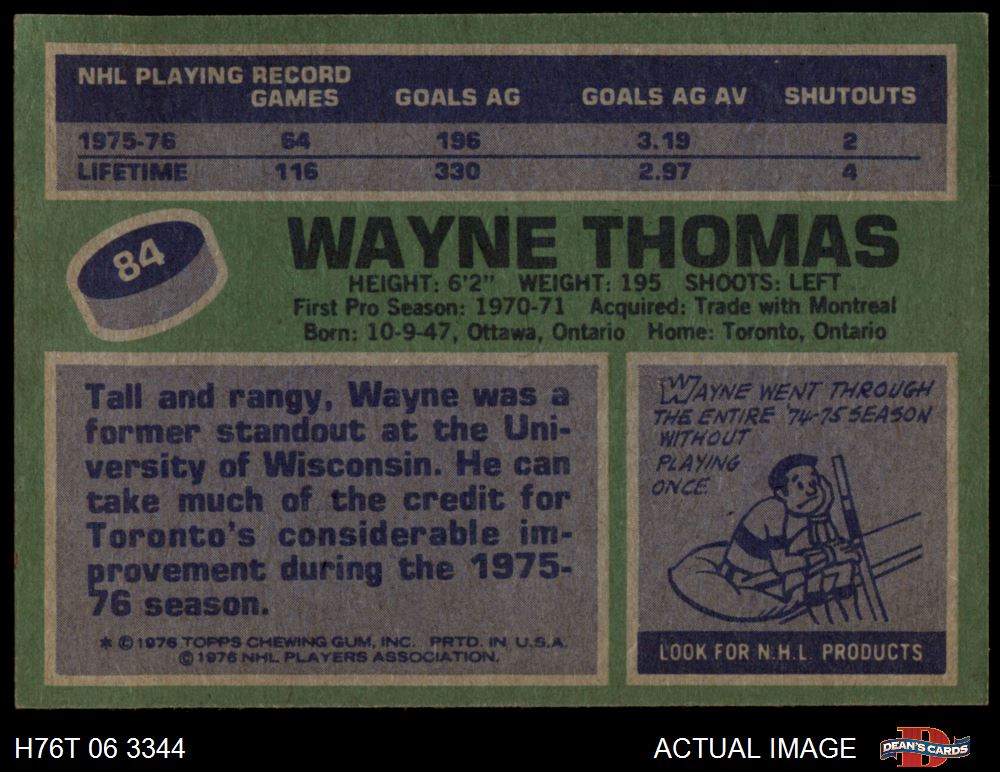 NHL PLAYING RECORD
GAMES GOALS AG GOALS AG AV SHUTOUTS
1975-76 64 196 3.19 2
LIFETIME 116 330 2.97 4
84
WAYNE THOMAS
HEIGHT: 6'2" WEIGHT: 195 SHOOTS: LEFT
First Pro Season: 1970-71 Acquired: Trade with Montreal
Born: 10-9-47, Ottawa, Ontario Home: Toronto, Ontario
Tall and rangy, Wayne was a
former standout at the Uni-
versity of Wisconsin. He can
take much of the credit for
Toronto's considerable im-
provement during the 1975-
76 season.
* © 1976 TOPPS CHEWING GUM, INC. PRTD. IN U.S.A.
© 1976 NHL PLAYERS ASSOCIATION.
WAYNE WENT THROUGH
THE ENTIRE '74-75 SEASON
WITHOUT
PLAYING
ONCE
LOOK FOR N.H.L. PRODUCTS
H76T 06 3344
ACTUAL IMAGE
D
DEAN'S CARDS